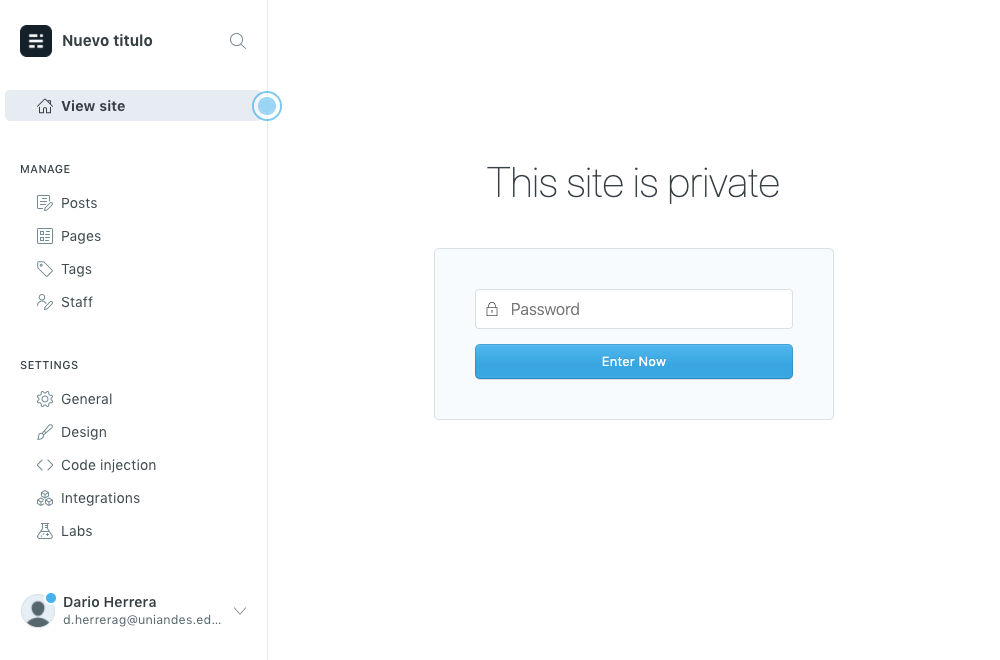 Nuevo titulo
View site
MANAGE
Posts
Pages
Tags
Staff
SETTINGS
General
Design
Code injection
Integrations
Labs
Dario Herrera
d.herrerag@uniandes.ed...
This site is private
Password
Enter Now